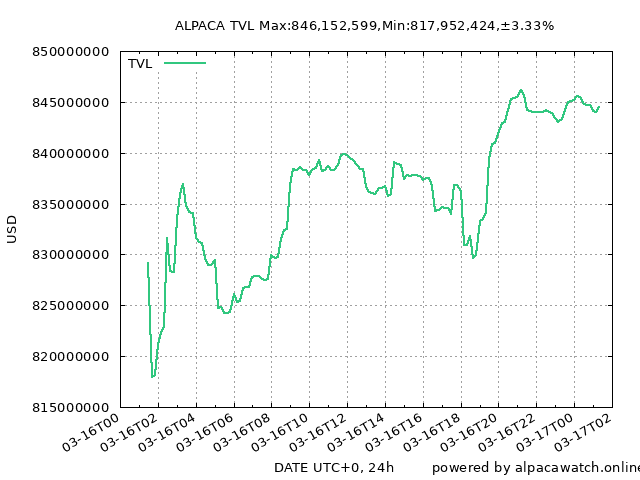 ALPACA TVL Max:846,152,599,Min:817,952,424,±3.33%
TVL
850000000
845000000
840000000
835000000
830000000
825000000
820000000
815000000
USD
03-16T00
03-16T02
03-16T04
03-16T06
03-16T08
03-16T10
03-16T12
03-16T14
03-16T16
03-16T18
03-16T20
03-16T22
03-17T00
03-17T02
DATE UTC+0, 24h
powered by alpacawatch.online